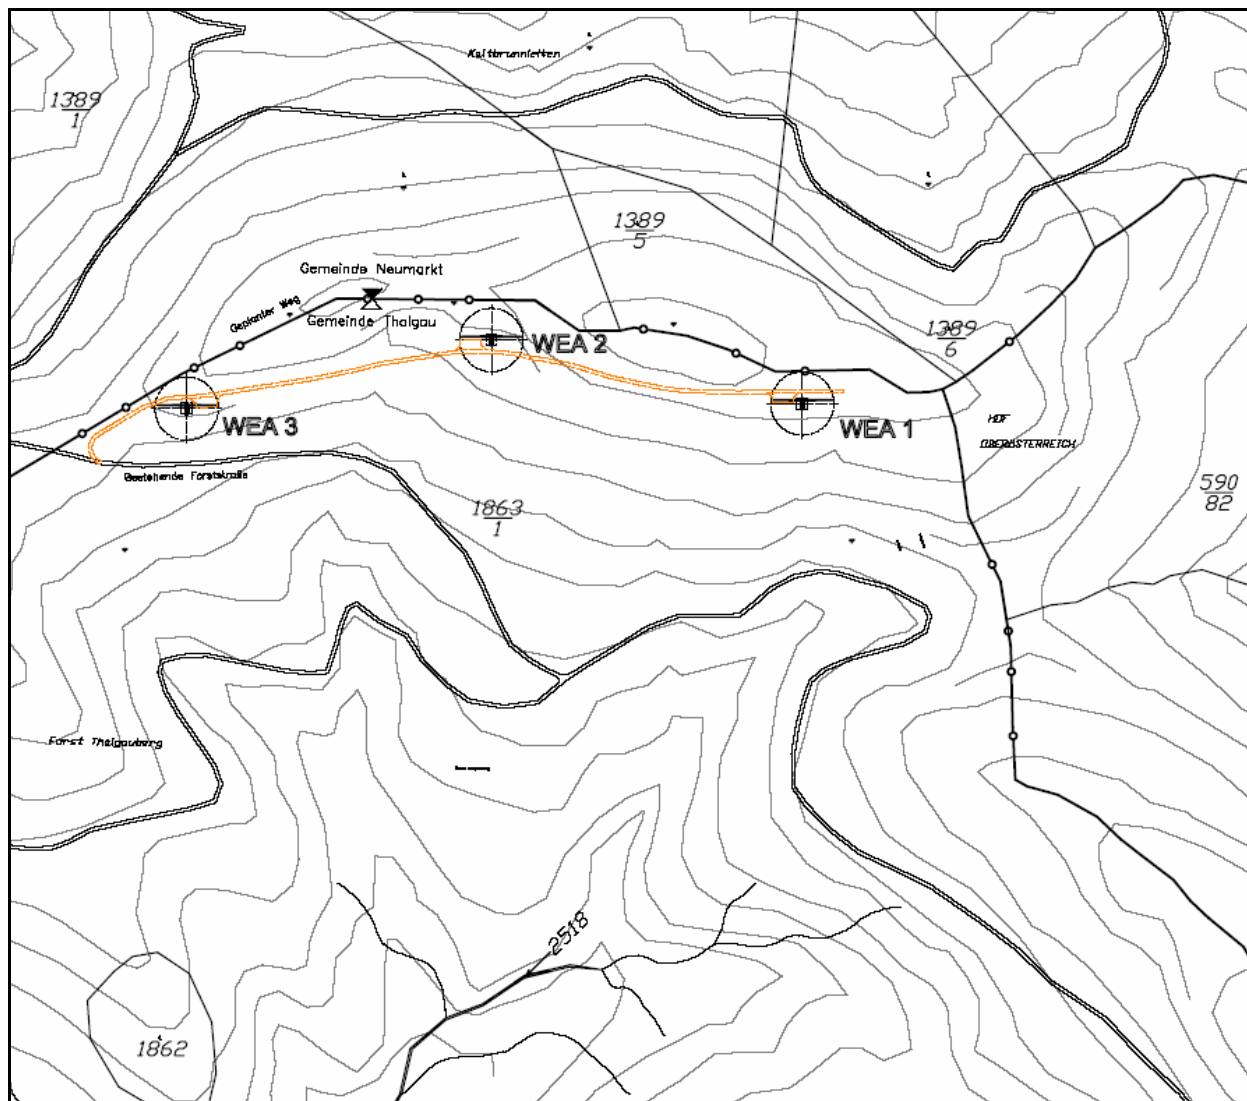 Kaltbrunnletten
1389
1
1389
5
Gemeinde Neumarkt
Geplanter Weg
Gemeinde Thalgau
1389
6
WEA 2
WEA 3
WEA 1
OBERÖSTERREICH
Bestehende Forststraße
590
82
1863
1
Forst Thalgauberg
2518
1862